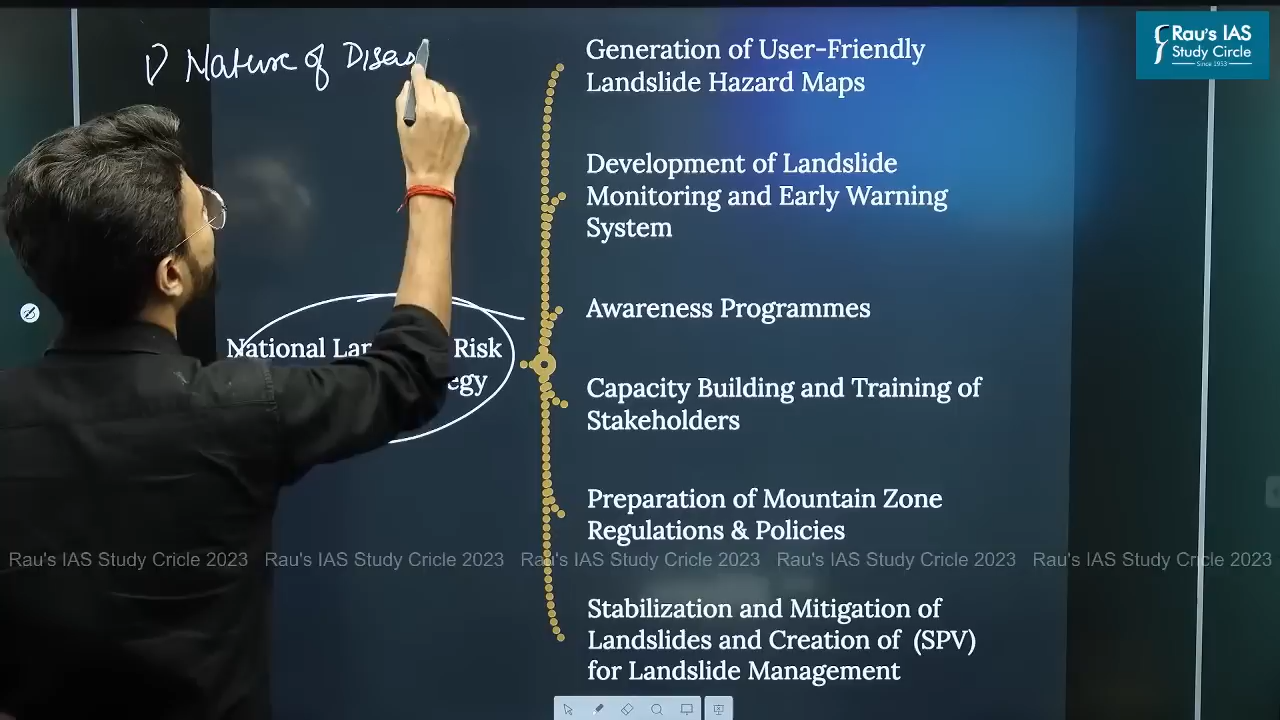 1) Nature of Diseas
Generation of User-Friendly
Landslide Hazard Maps
Development of Landslide
Monitoring and Early Warning
System
Awareness Programmes
National Lan Risk
egy
Capacity Building and Training of
Stakeholders
Preparation of Mountain Zone
Regulations & Policies
Stabilization and Mitigation of
Landslides and Creation of (SPV)
for Landslide Management
Rau's IAS
Study Circle
Since 1953
Rau's IAS Study Cricle 2023 Rau's IAS Study Cricle 2023 Rau's IAS Study Cricle 2023 Rau's IAS Study Cricle 2023 Rau's IAS Study Cricle 2023